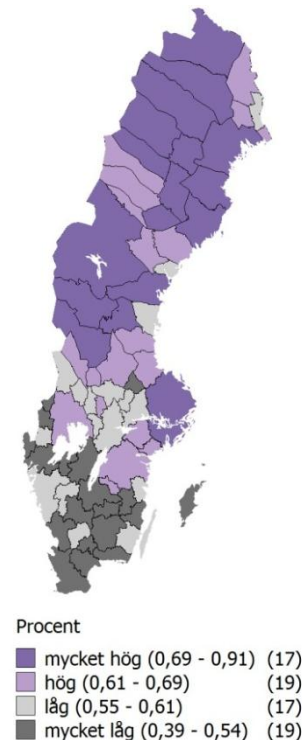 Procent
mycket hög (0,69 - 0,91) (17)
hög (0,61 - 0,69) (19)
låg (0,55 - 0,61) (17)
mycket låg (0,39 - 0,54) (19)